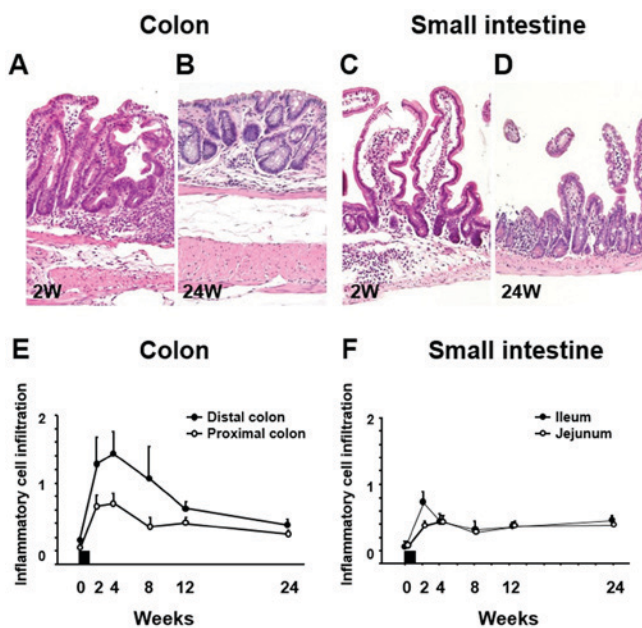 Colon Small intestine
A B C D
2W 24W 2W 24W
E Colon F Small intestine
Inflammatory cell infiltration
2
1
0
Distal colon
Proximal colon
0 2 4 8 12 24
Weeks
Inflammatory cell infiltration
2
1
0
Ileum
Jejunum
0 2 4 8 12 24
Weeks